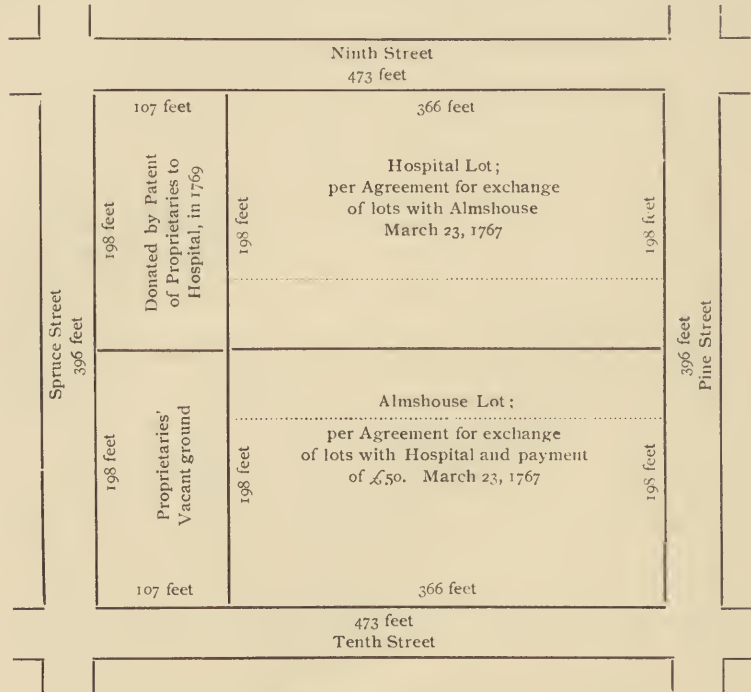 Ninth Street
473 feet
107 feet
366 feet
198 feet
Donated by Patent
of Proprietaries to
Hospital, in 1769
198 feet
Hospital Lot;
per Agreement for exchange
of lots with Almshouse
March 23, 1767
198 feet
Spruce Street
396 feet
396 feet
Pine Street
198 feet
Proprietaries'
Vacant ground
198 feet
Almshouse Lot;
per Agreement for exchange
of lots with Hospital and payment
of £50. March 23, 1767
198 feet
107 feet
366 feet
473 feet
Tenth Street